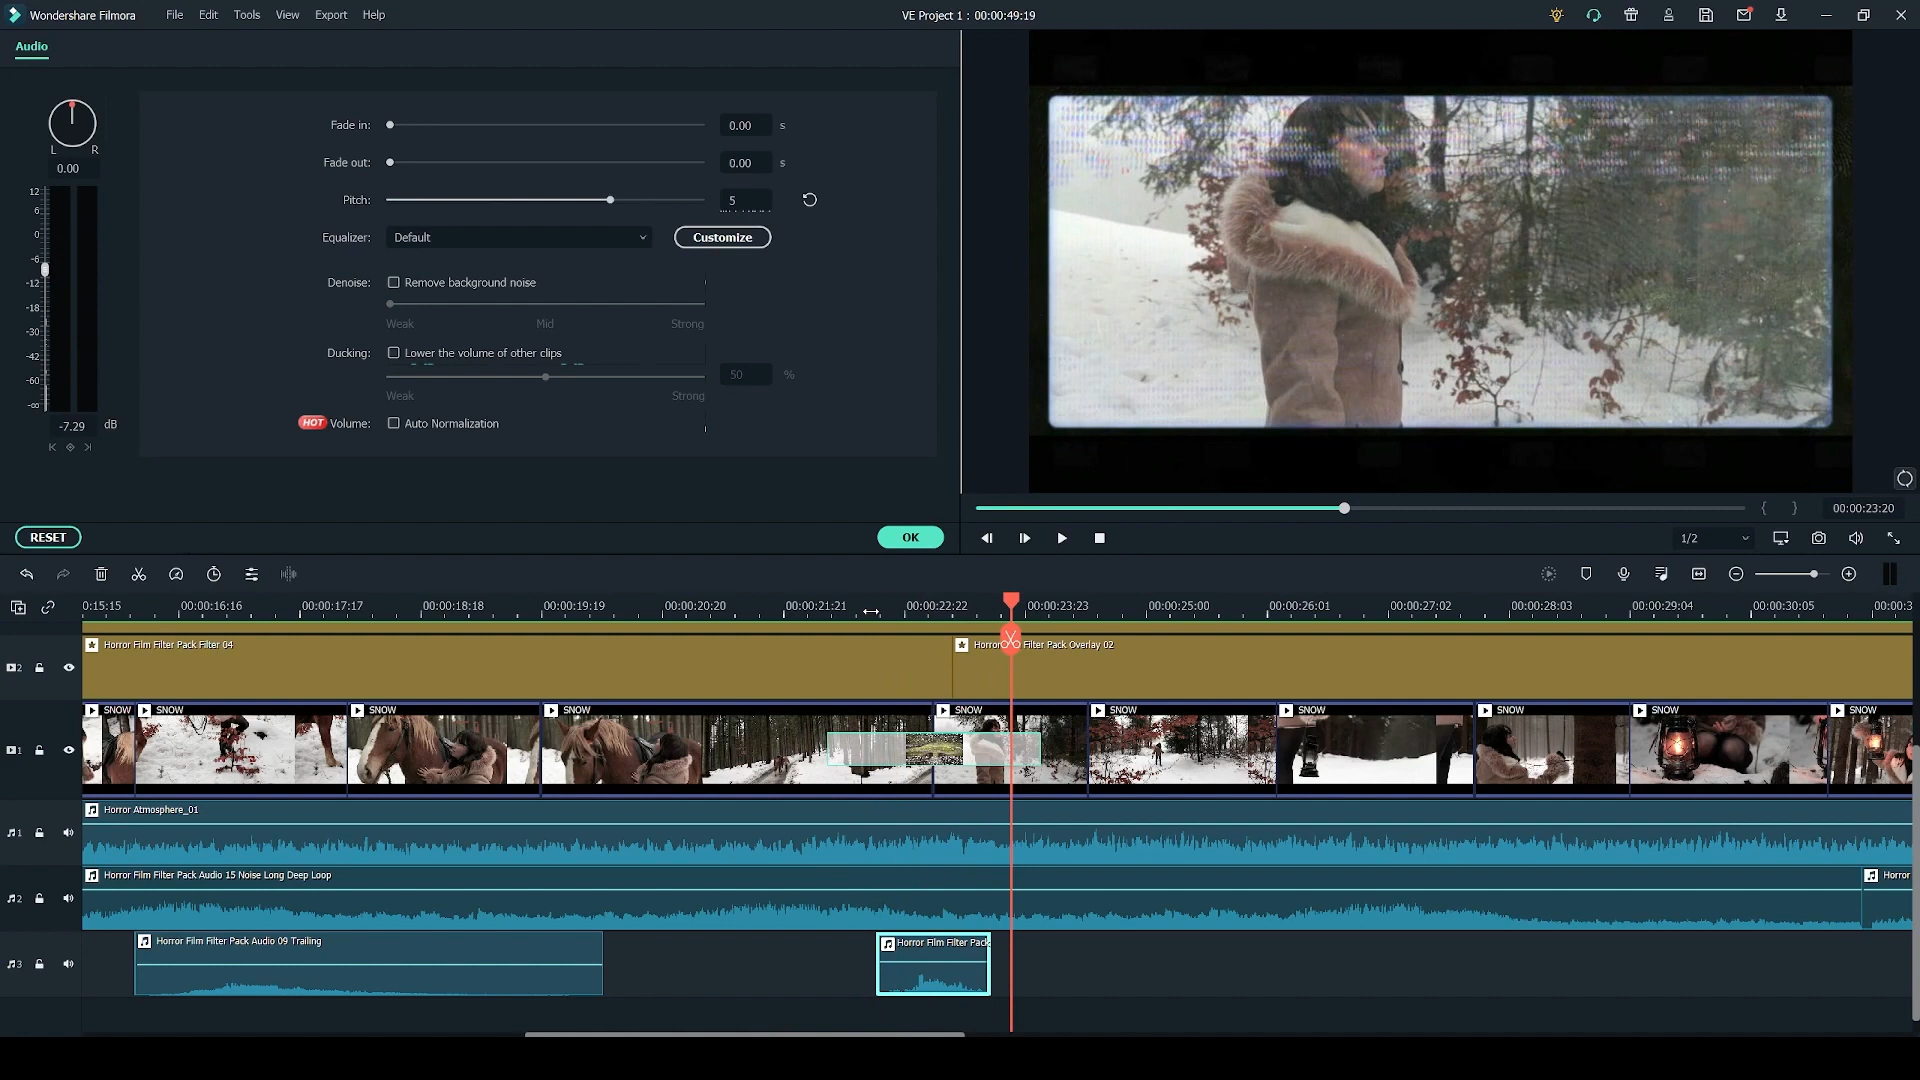 Wondershare Filmora File Edit Tools View Export Help VE Project 1 : 00:00:49:19
Audio
Fade in: 0.00 s
L R
0.00
Fade out: 0.00 s
Pitch: 5
Equalizer: Default Customize
Denoise: Remove background noise
Weak Mid Strong
Ducking: Lower the volume of other clips
50 %
Weak Strong
HOT Volume: Auto Normalization
12
6
0
-6
-12
-18
-30
-42
-60
-∞
-7.29 dB
00:00:23:20
RESET OK
1/2
0:15:15 00:00:16:16 00:00:17:17 00:00:18:18 00:00:19:19 00:00:20:20 00:00:21:21 00:00:22:22 00:00:23:23 00:00:25:00 00:00:26:01 00:00:27:02 00:00:28:03 00:00:29:04 00:00:30:05 00:00:3
Horror Film Filter Pack Filter 04 Horror Filter Pack Overlay 02
2
SNOW SNOW SNOW SNOW SNOW SNOW SNOW SNOW SNOW SNOW
1
Horror Atmosphere_01
1
Horror Film Filter Pack Audio 15 Noise Long Deep Loop Horror
2
Horror Film Filter Pack Audio 09 Trailing Horror Film Filter Pack
3